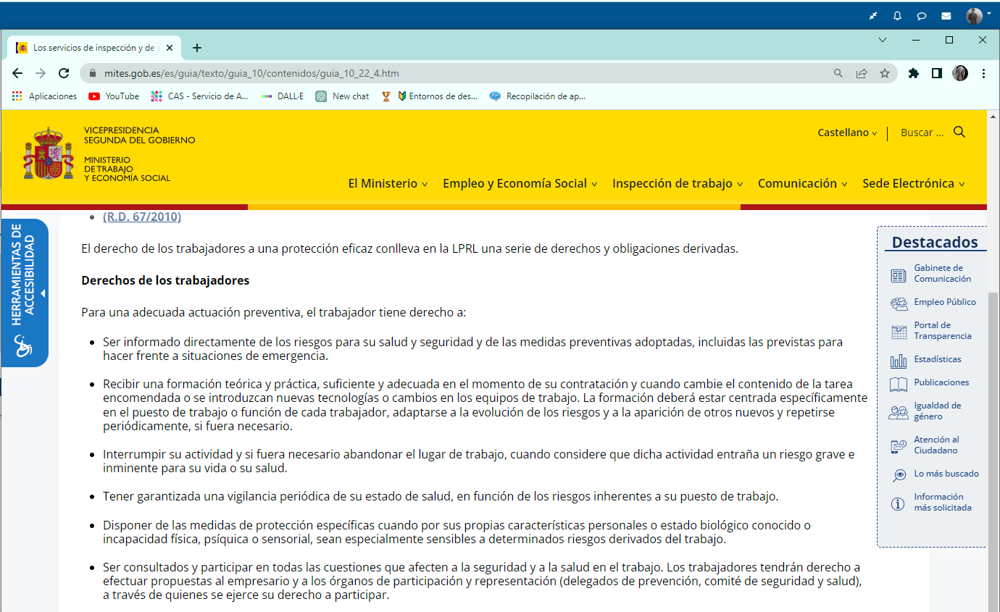 Los servicios de inspección y de s
mites.gob.es/es/guia/texto/guia_10/contenidos/guia_10_22_4.htm
Aplicaciones
YouTube
CAS - Servicio de A...
DALL·E
New chat
Entornos de des...
Recopilación de ap...
VICEPRESIDENCIA
SEGUNDA DEL GOBIERNO
MINISTERIO
DE TRABAJO
Y ECONOMÍA SOCIAL
Castellano
Buscar ...
El Ministerio
Empleo y Economía Social
Inspección de trabajo
Comunicación
Sede Electrónica
HERRAMIENTAS DE
ACCESIBILIDAD
(R.D. 67/2010)
El derecho de los trabajadores a una protección eficaz conlleva en la LPRL una serie de derechos y obligaciones derivadas.
Derechos de los trabajadores
Para una adecuada actuación preventiva, el trabajador tiene derecho a:
Ser informado directamente de los riesgos para su salud y seguridad y de las medidas preventivas adoptadas, incluidas las previstas para
hacer frente a situaciones de emergencia.
Recibir una formación teórica y práctica, suficiente y adecuada en el momento de su contratación y cuando cambie el contenido de la tarea
encomendada o se introduzcan nuevas tecnologías o cambios en los equipos de trabajo. La formación deberá estar centrada específicamente
en el puesto de trabajo o función de cada trabajador, adaptarse a la evolución de los riesgos y a la aparición de otros nuevos y repetirse
periódicamente, si fuera necesario.
Interrumpir su actividad y si fuera necesario abandonar el lugar de trabajo, cuando considere que dicha actividad entraña un riesgo grave e
inminente para su vida o su salud.
Tener garantizada una vigilancia periódica de su estado de salud, en función de los riesgos inherentes a su puesto de trabajo.
Disponer de las medidas de protección específicas cuando por sus propias características personales o estado biológico conocido o
incapacidad física, psíquica o sensorial, sean especialmente sensibles a determinados riesgos derivados del trabajo.
Ser consultados y participar en todas las cuestiones que afecten a la seguridad y a la salud en el trabajo. Los trabajadores tendrán derecho a
efectuar propuestas al empresario y a los órganos de participación y representación (delegados de prevención, comité de seguridad y salud),
a través de quienes se ejerce su derecho a participar.
Destacados
Gabinete de
Comunicación
Empleo Público
Portal de
Transparencia
Estadísticas
Publicaciones
Igualdad de
género
Atención al
Ciudadano
Lo más buscado
Información
más solicitada